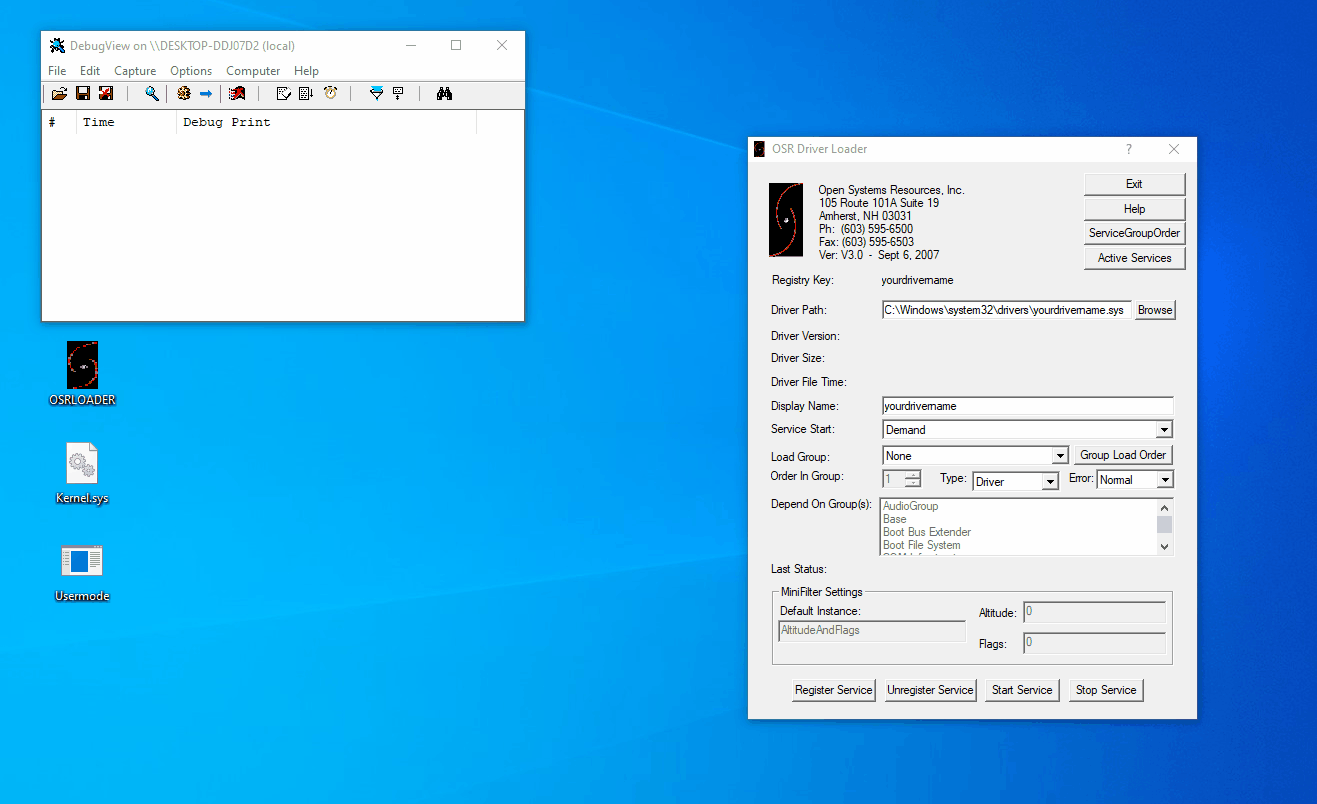 DebugView on \\DESKTOP-DDJ07D2 (local)
File Edit Capture Options Computer Help
# Time Debug Print
OSRLOADER
Kernel.sys
Usermode
OSR Driver Loader
?
Open Systems Resources, Inc.
105 Route 101A Suite 19
Amherst, NH 03031
Ph: (603) 595-6500
Fax: (603) 595-6503
Ver: V3.0 - Sept 6, 2007
Exit
Help
ServiceGroupOrder
Active Services
Registry Key: yourdrivername
Driver Path: C:\Windows\system32\drivers\yourdrivername.sys Browse
Driver Version:
Driver Size:
Driver File Time:
Display Name: yourdrivername
Service Start: Demand
Load Group: None Group Load Order
Order In Group: 1 Type: Driver Error: Normal
Depend On Group(s): AudioGroup
Base
Boot Bus Extender
Boot File System
Last Status:
MiniFilter Settings
Default Instance:
AltitudeAndFlags
Altitude: 0
Flags: 0
Register Service Unregister Service Start Service Stop Service